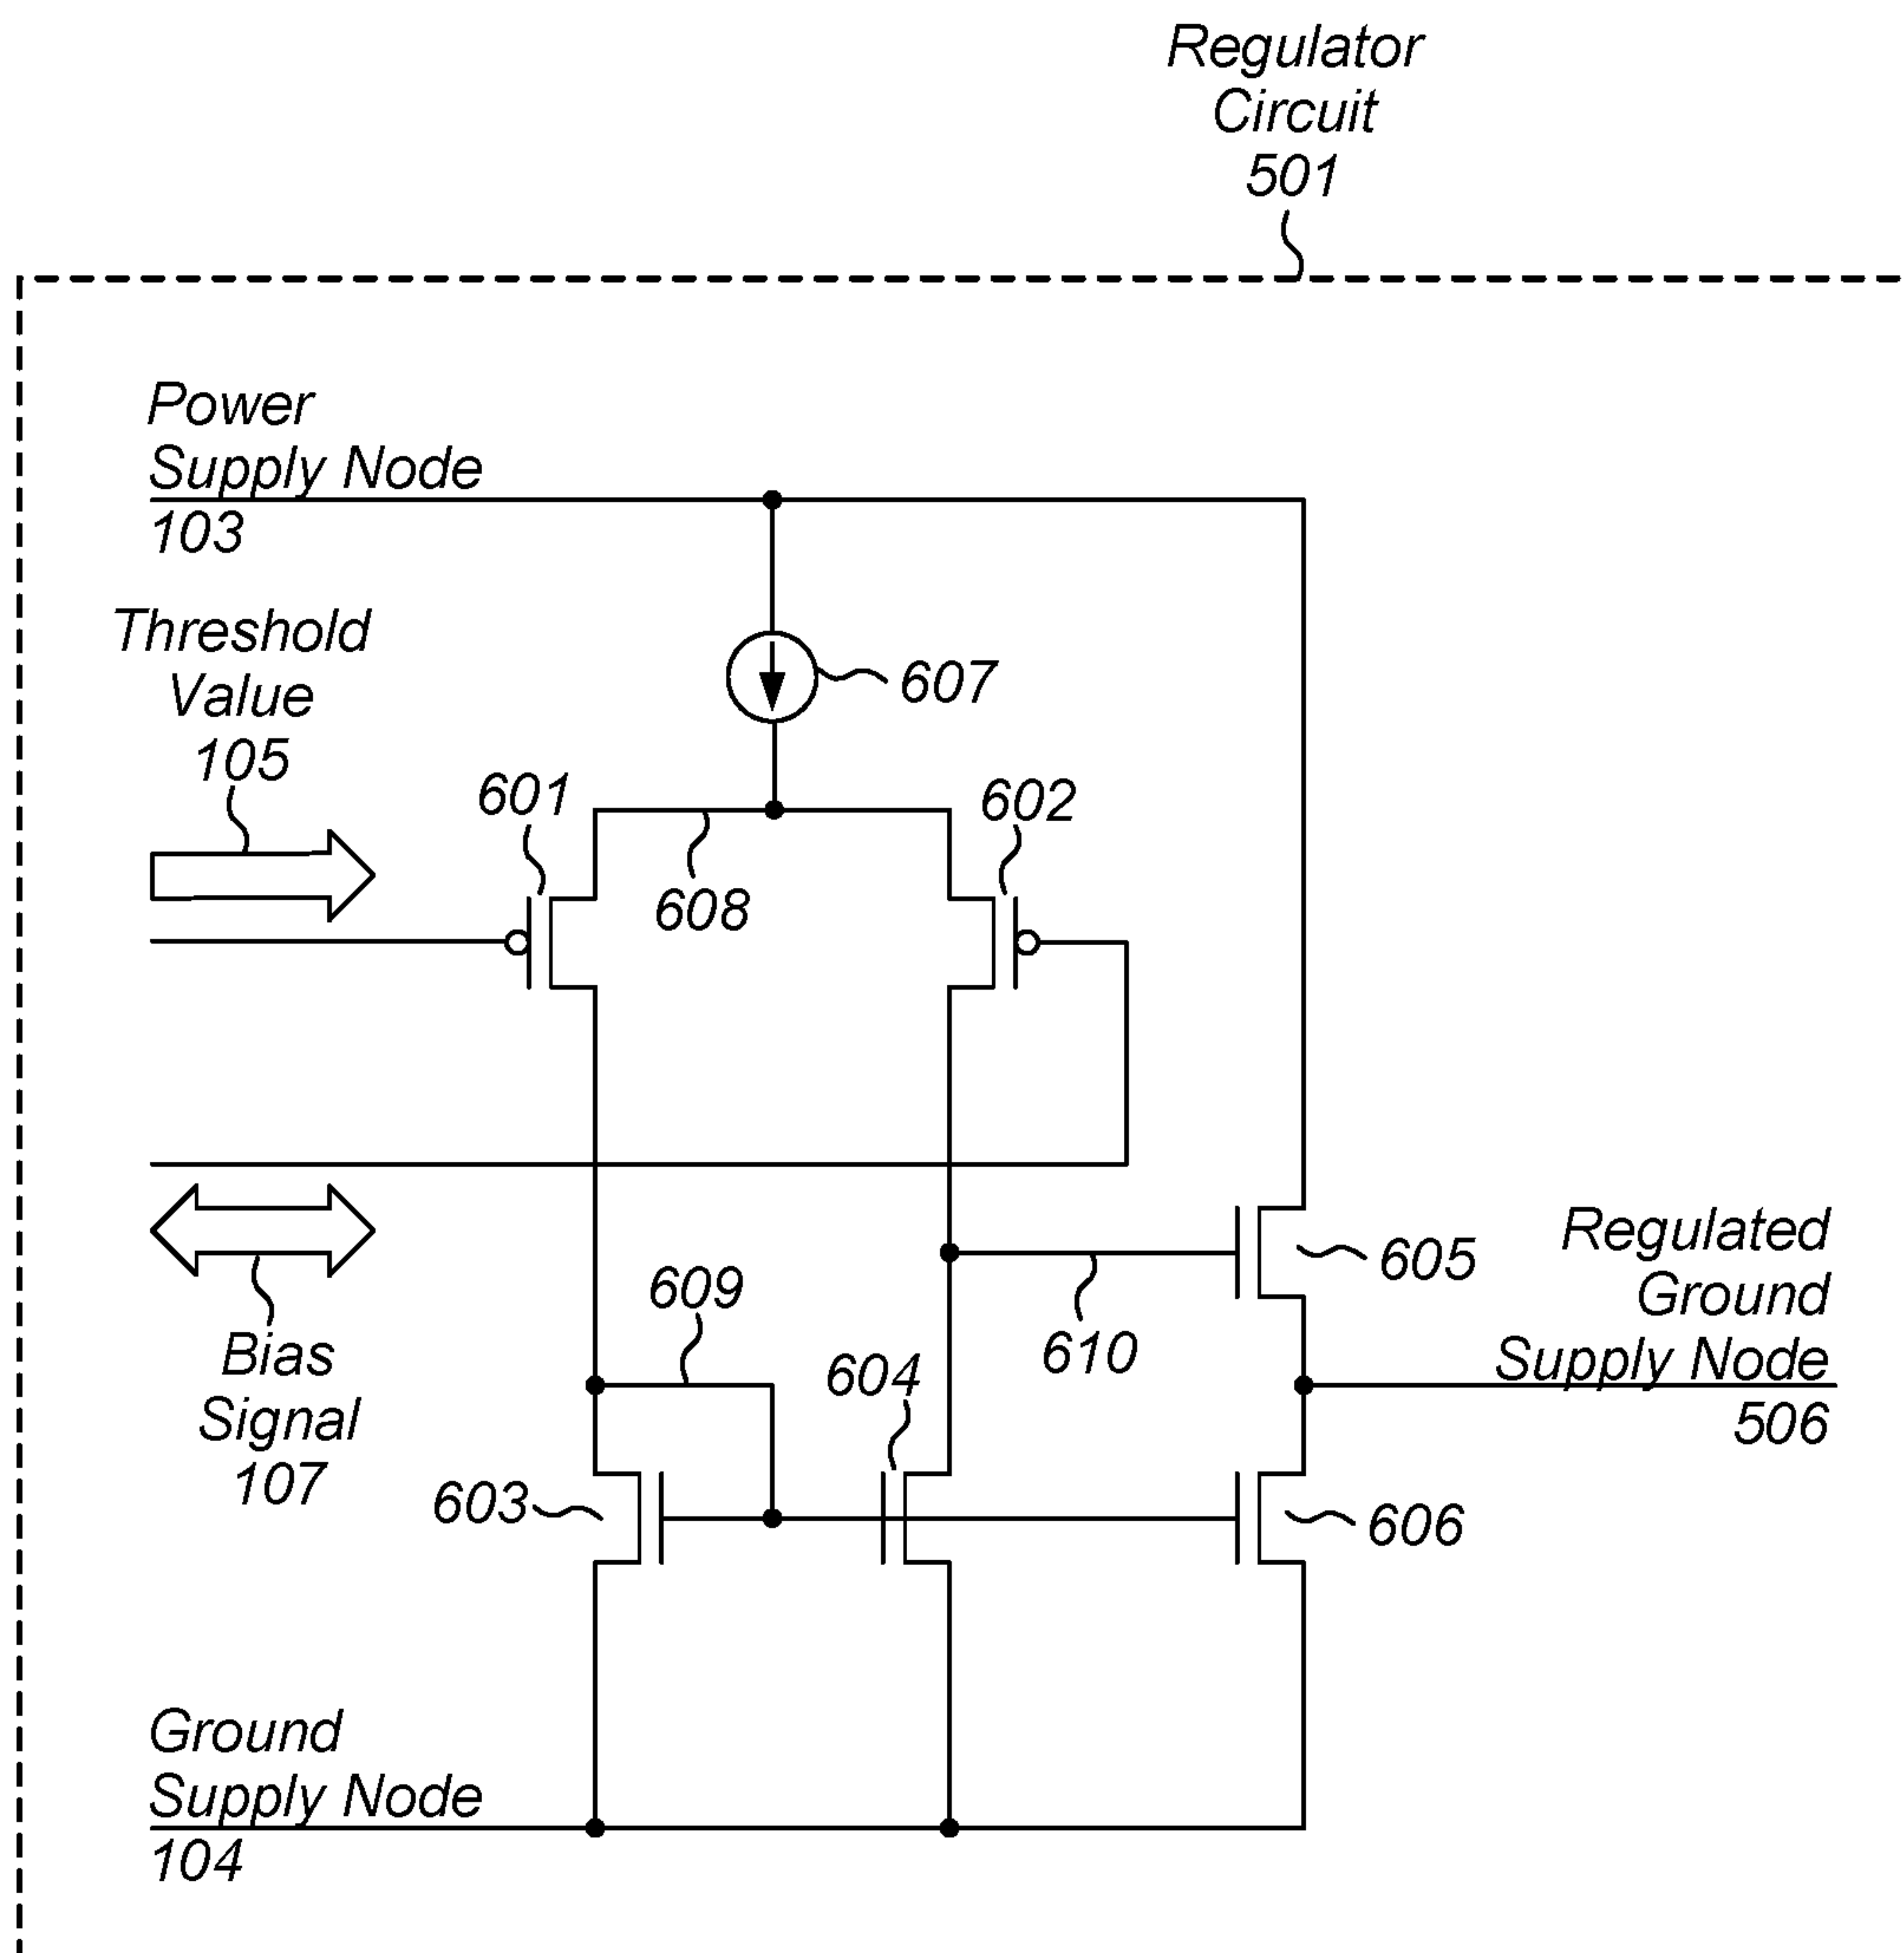 Regulator
Circuit
501
Power
Supply Node
103
Threshold
Value
105
607
601
602
608
Bias
Signal
107
609
604
610
605
Regulated
Ground
Supply Node
506
603
606
Ground
Supply Node
104